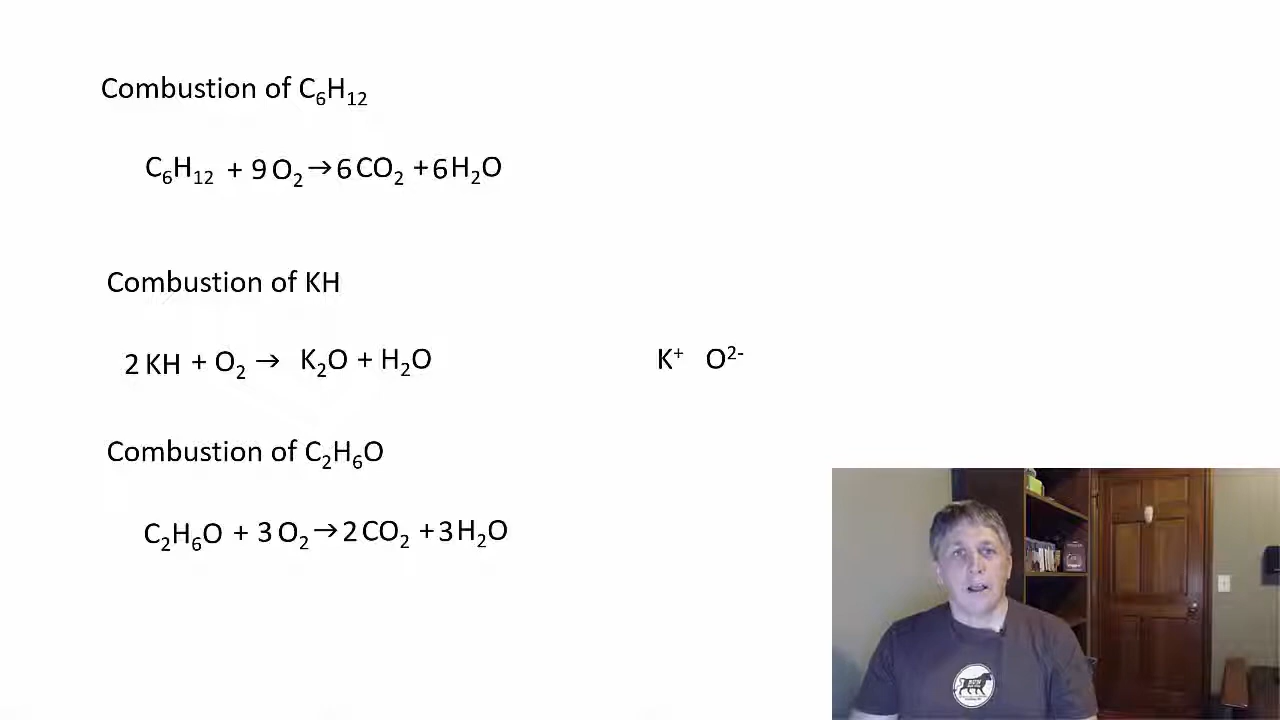 Combustion of C₆H₁₂
C₆H₁₂ + 9 O₂ → 6 CO₂ + 6 H₂O
Combustion of KH
2 KH + O₂ → K₂O + H₂O K⁺ O²⁻
Combustion of C₂H₆O
C₂H₆O + 3 O₂ → 2 CO₂ + 3 H₂O
RUN